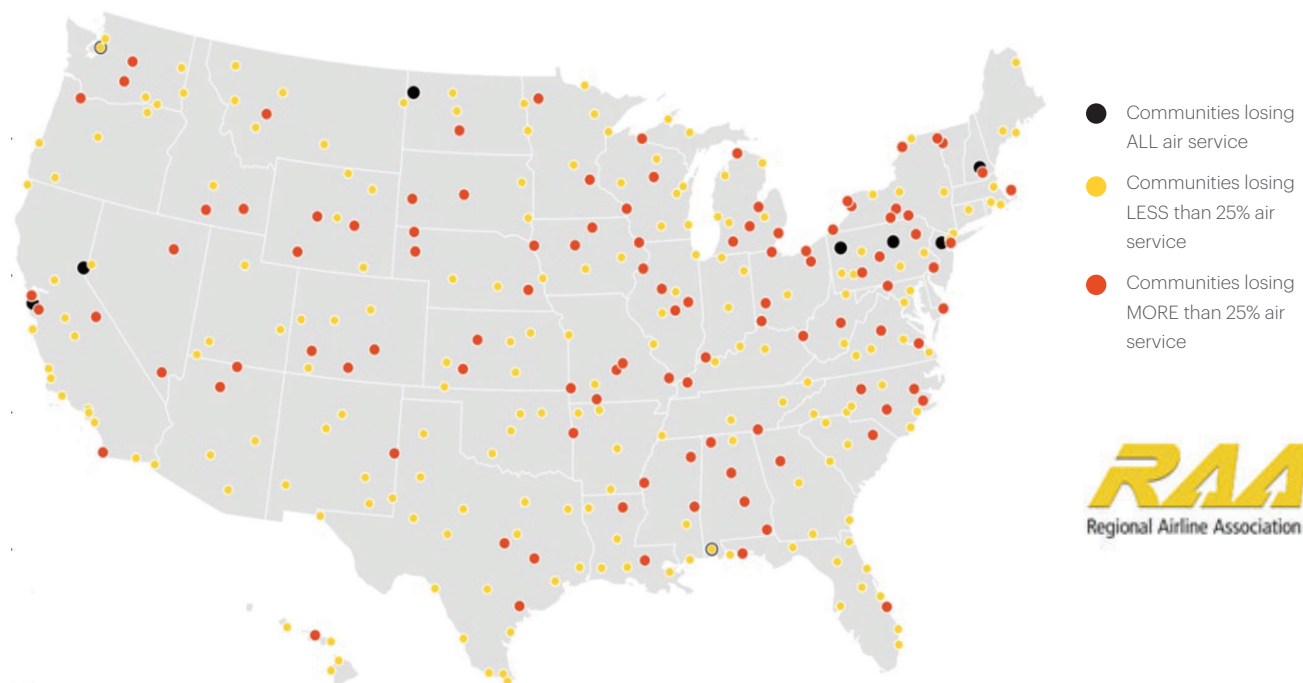 Communities losing
ALL air service
Communities losing
LESS than 25% air
service
Communities losing
MORE than 25% air
service
RAA
Regional Airline Association